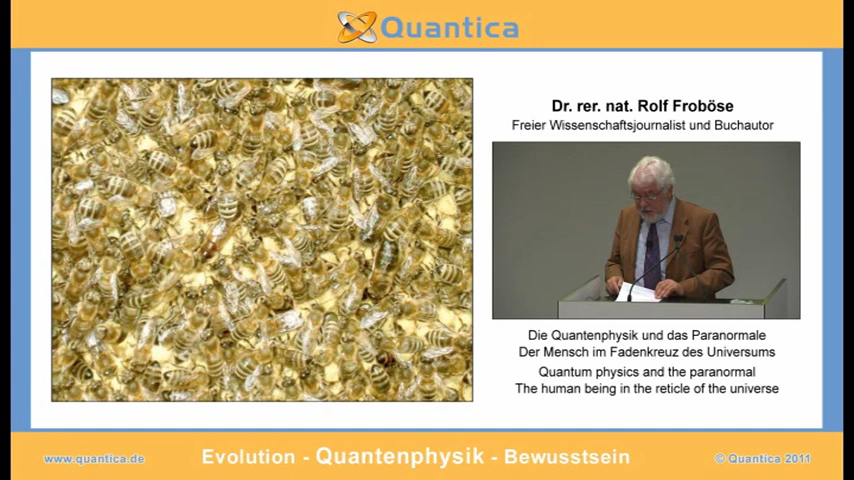 Quantica
Dr. rer. nat. Rolf Froböse
Freier Wissenschaftsjournalist und Buchautor
Die Quantenphysik und das Paranormale
Der Mensch im Fadenkreuz des Universums
Quantum physics and the paranormal
The human being in the reticle of the universe
www.quantica.de
Evolution - Quantenphysik - Bewusstsein
© Quantica 2011